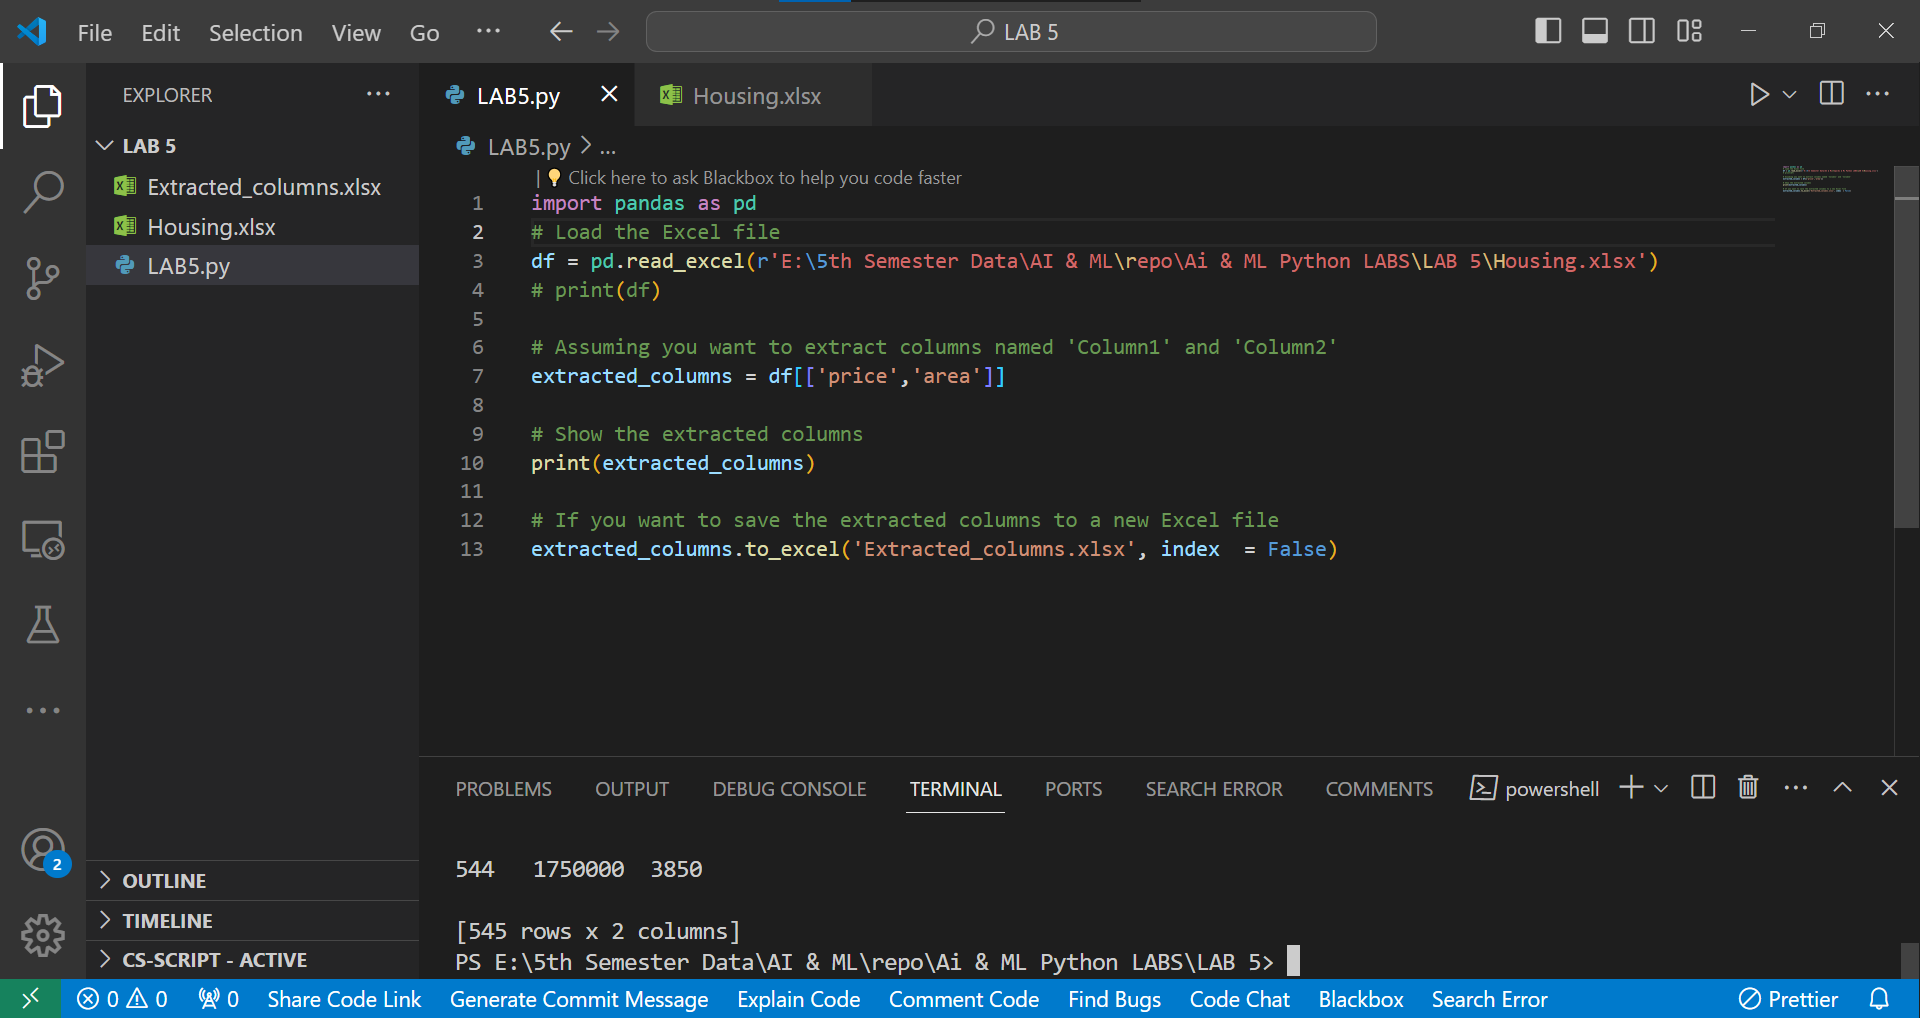 File Edit Selection View Go ··· LAB 5
EXPLORER ···
LAB 5
Extracted_columns.xlsx
Housing.xlsx
LAB5.py
OUTLINE
TIMELINE
CS-SCRIPT - ACTIVE
2
LAB5.py Housing.xlsx
LAB5.py > ...
| Click here to ask Blackbox to help you code faster
1 import pandas as pd
2 # Load the Excel file
3 df = pd.read_excel(r'E:\5th Semester Data\AI & ML\repo\Ai & ML Python LABS\LAB 5\Housing.xlsx')
4 # print(df)
5
6 # Assuming you want to extract columns named 'Column1' and 'Column2'
7 extracted_columns = df[['price','area']]
8
9 # Show the extracted columns
10 print(extracted_columns)
11
12 # If you want to save the extracted columns to a new Excel file
13 extracted_columns.to_excel('Extracted_columns.xlsx', index  = False)
PROBLEMS OUTPUT DEBUG CONSOLE TERMINAL PORTS SEARCH ERROR COMMENTS powershell
544   1750000  3850
[545 rows x 2 columns]
PS E:\5th Semester Data\AI & ML\repo\Ai & ML Python LABS\LAB 5>
0 0 0 Share Code Link Generate Commit Message Explain Code Comment Code Find Bugs Code Chat Blackbox Search Error Prettier